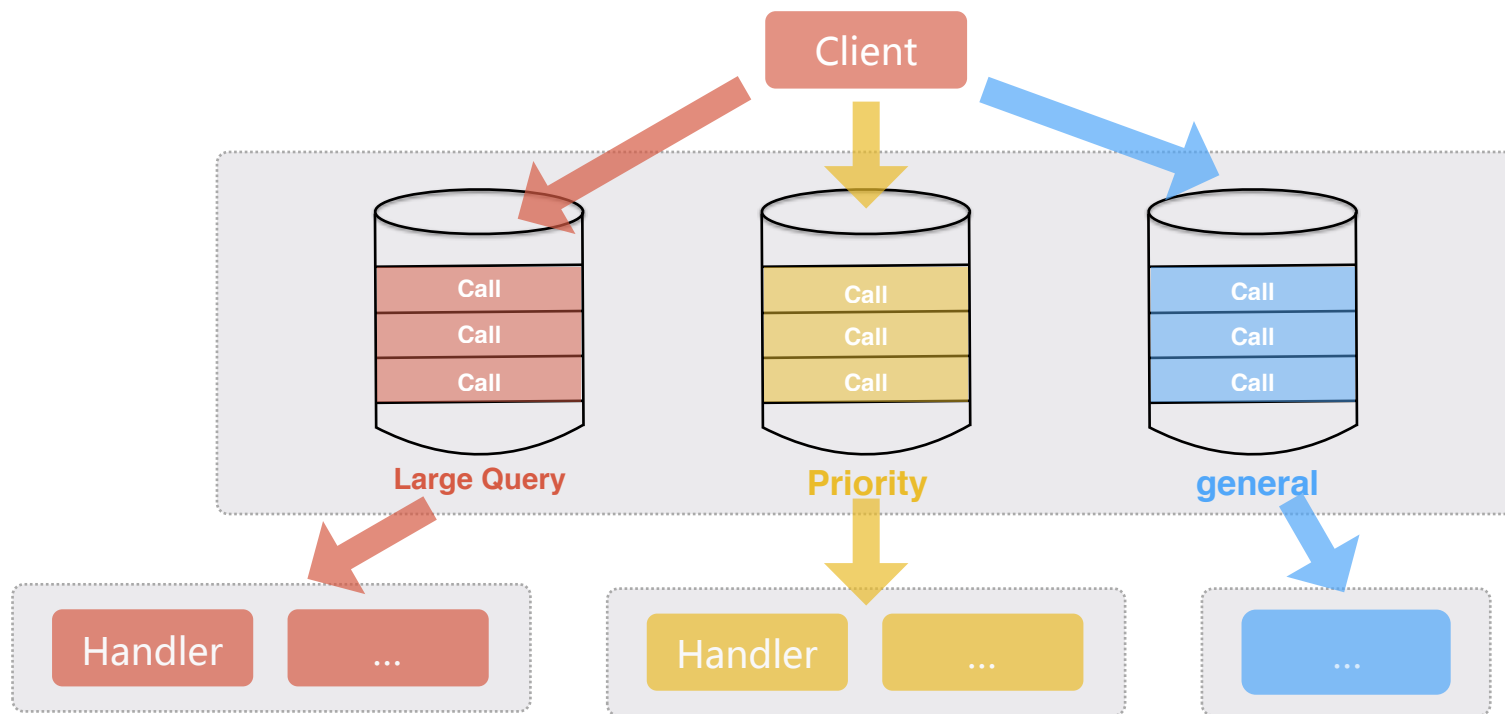 Client
Call
Call
Call
Call
Call
Call
Call
Call
Call
Large Query
Priority
general
Handler
...
Handler
...
...